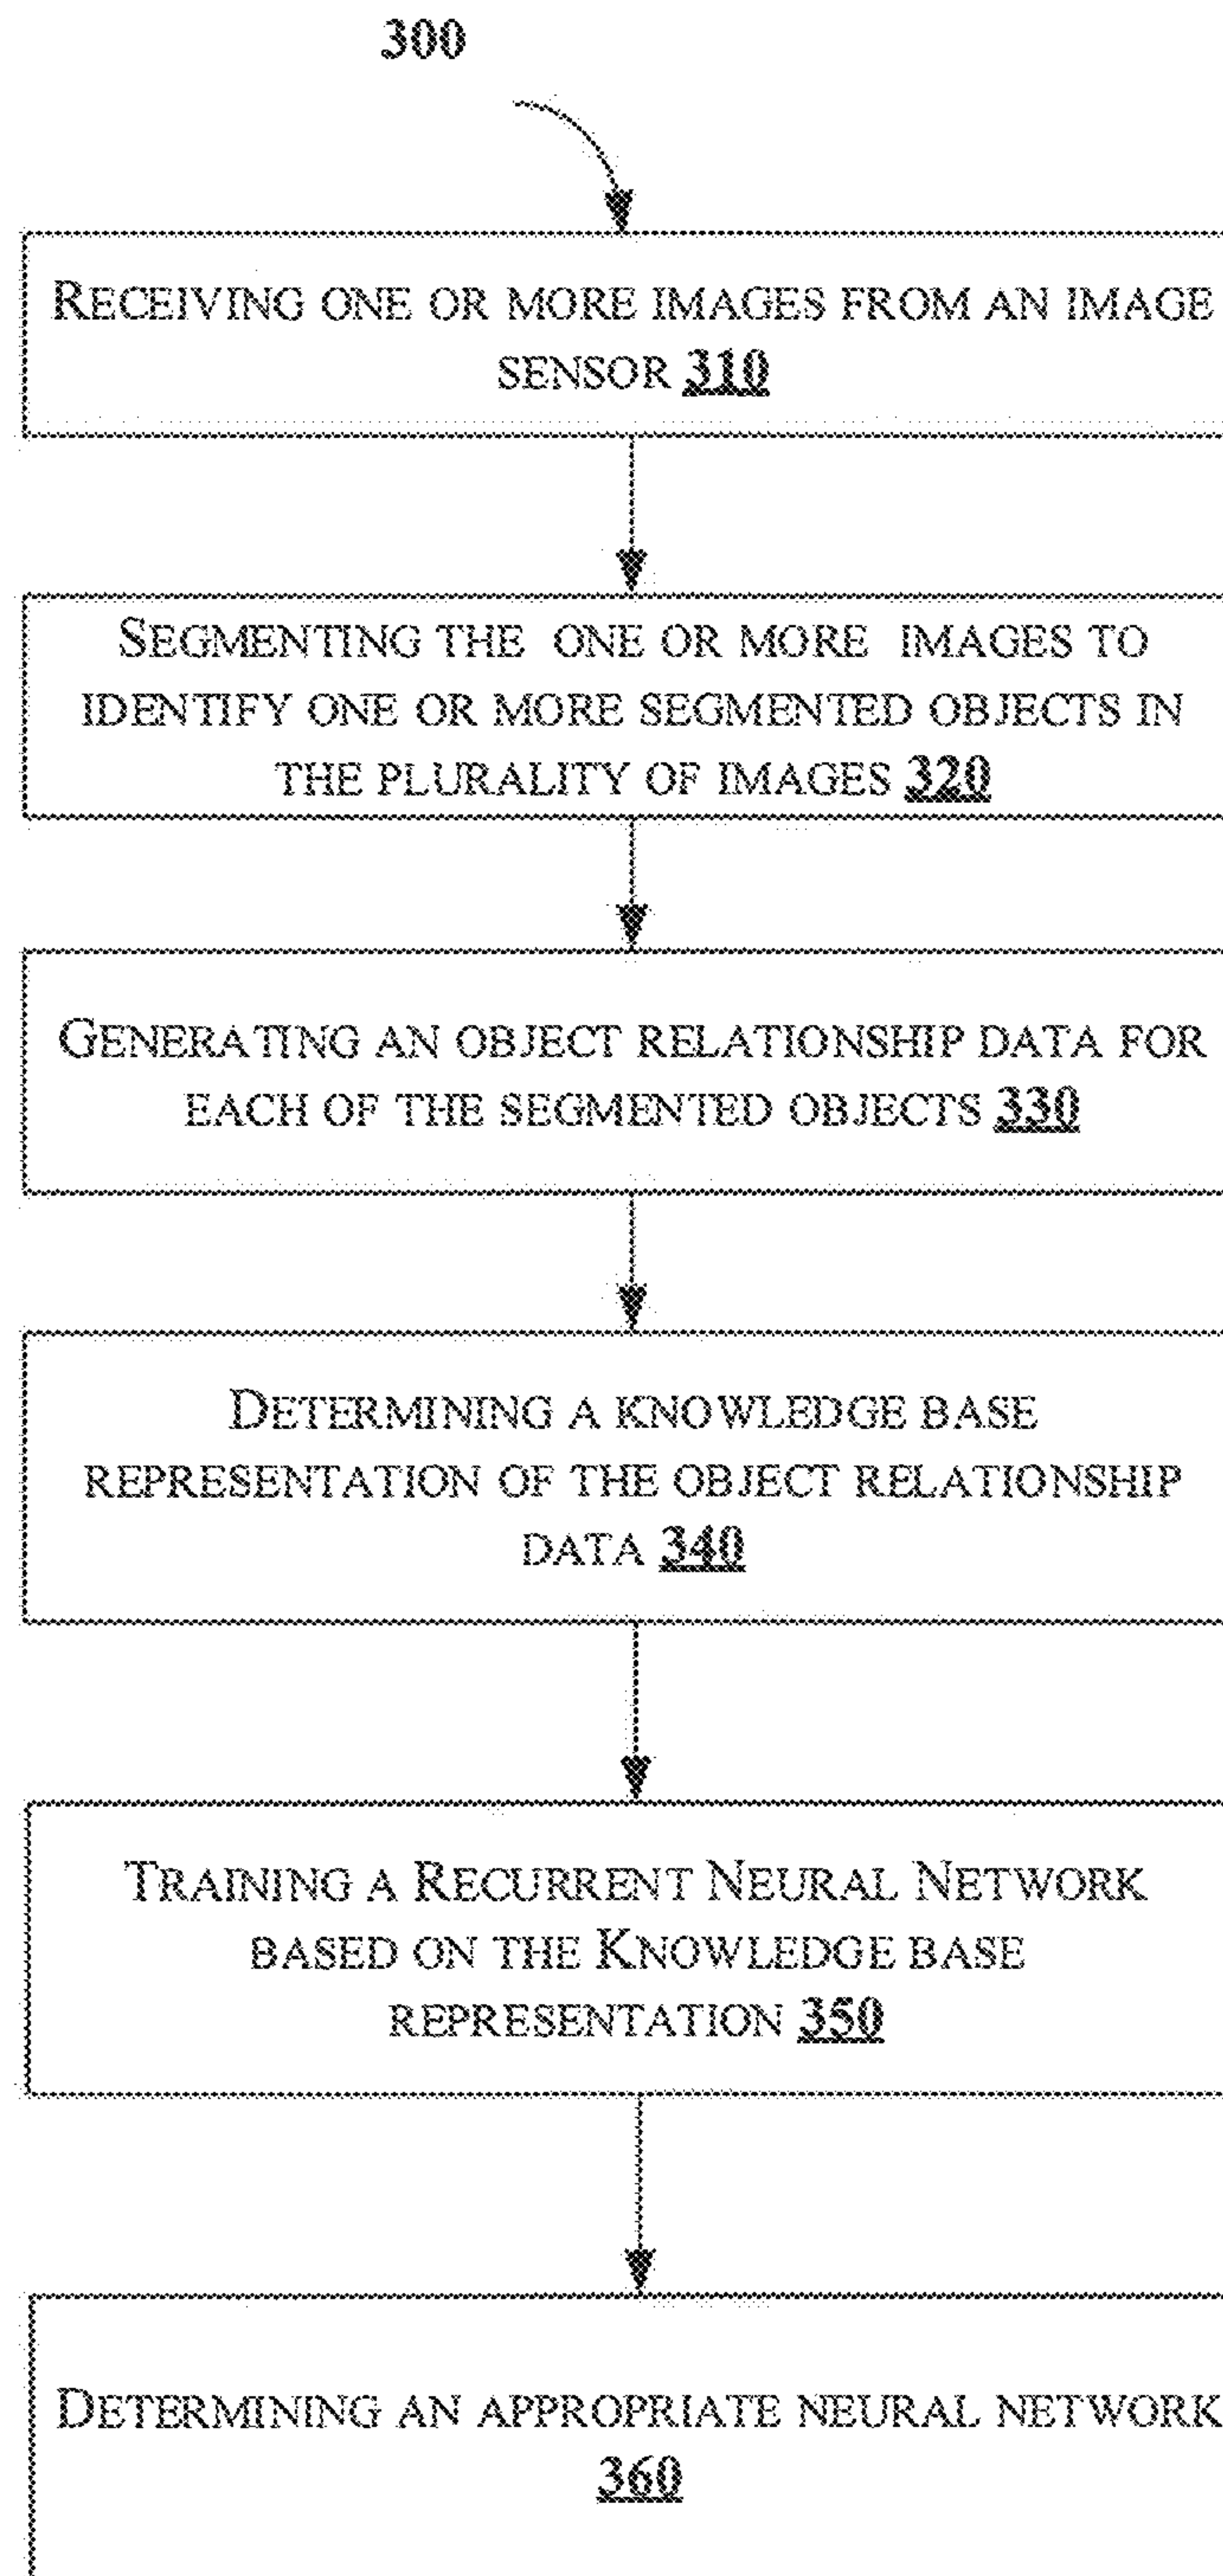 300
RECEIVING ONE OR MORE IMAGES FROM AN IMAGE
SENSOR 310
SEGMENTING THE ONE OR MORE IMAGES TO
IDENTIFY ONE OR MORE SEGMENTED OBJECTS IN
THE PLURALITY OF IMAGES 320
GENERATING AN OBJECT RELATIONSHIP DATA FOR
EACH OF THE SEGMENTED OBJECTS 330
DETERMINING A KNOWLEDGE BASE
REPRESENTATION OF THE OBJECT RELATIONSHIP
DATA 340
TRAINING A RECURRENT NEURAL NETWORK
BASED ON THE KNOWLEDGE BASE
REPRESENTATION 350
DETERMINING AN APPROPRIATE NEURAL NETWORK
360